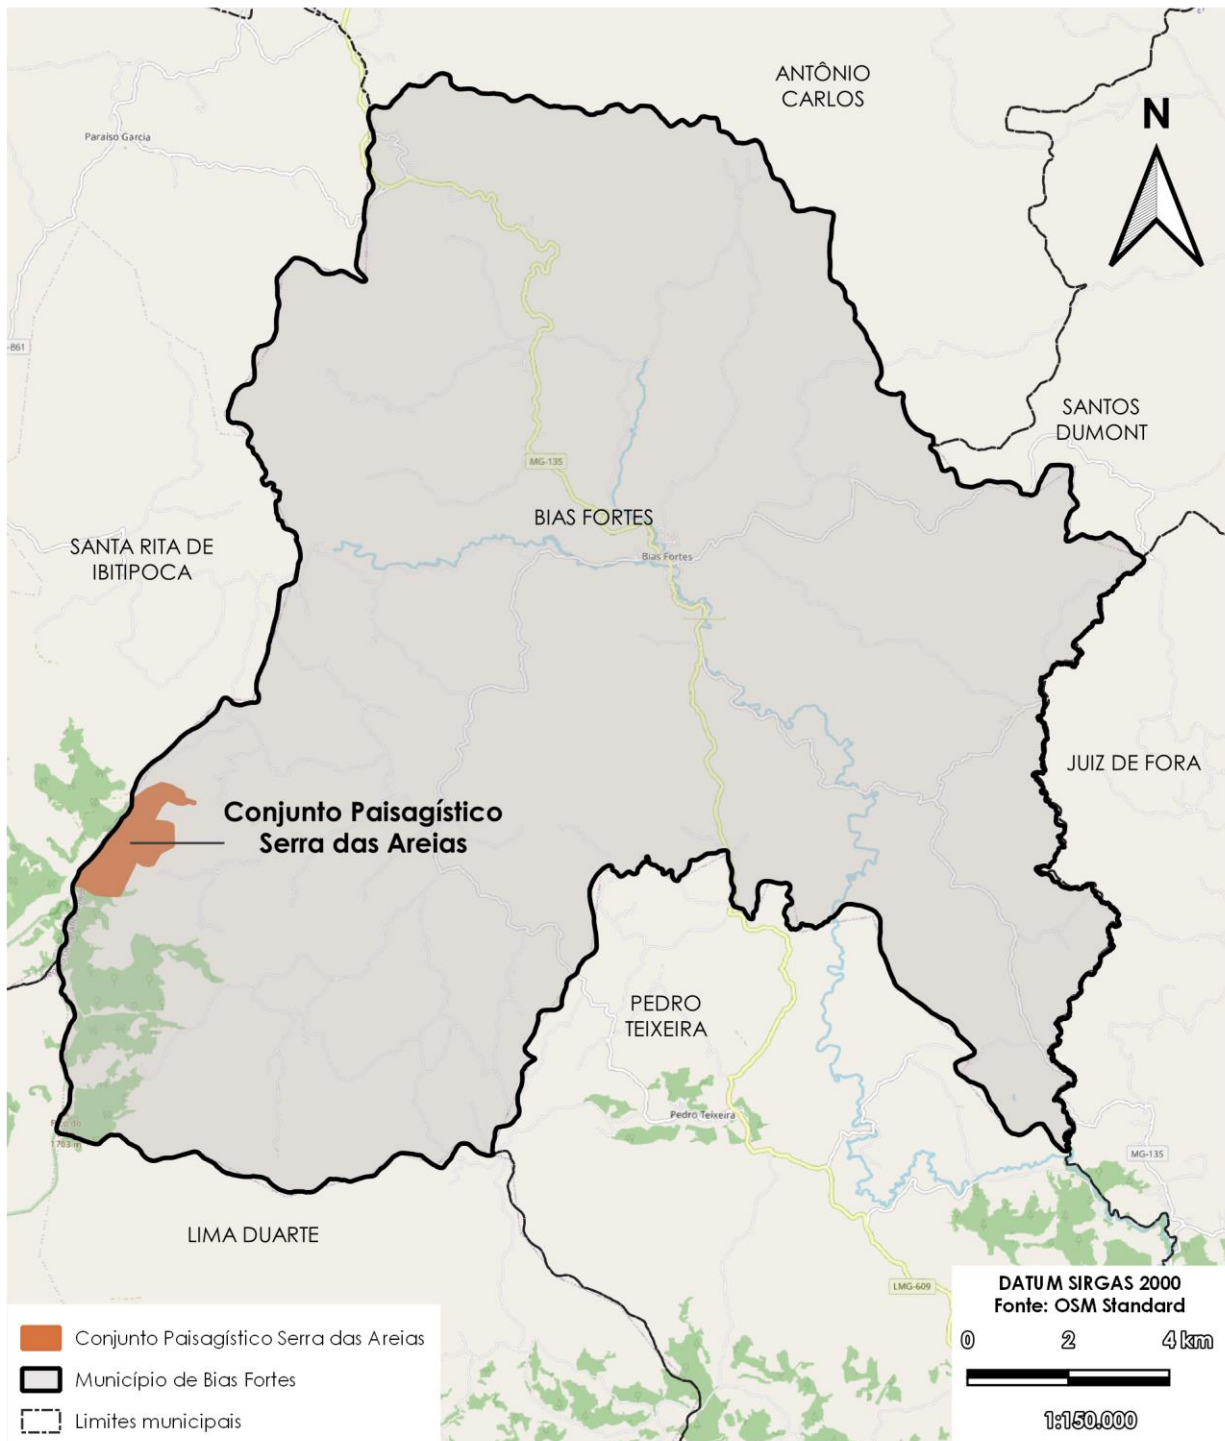 ANTÔNIO
CARLOS
N
Paraíso Garcia
-861
SANTOS
DUMONT
MG-135
BIAS FORTES
Bias Fortes
SANTA RITA DE
IBITIPOCA
JUIZ DE FORA
Conjunto Paisagístico
Serra das Areias
PEDRO
TEIXEIRA
Pedro Teixeira
1763 m
MG-135
LIMA DUARTE
LMG-609
DATUM SIRGAS 2000
Fonte: OSM Standard
0 2 4 km
1:150.000
Conjunto Paisagístico Serra das Areias
Município de Bias Fortes
Limites municipais